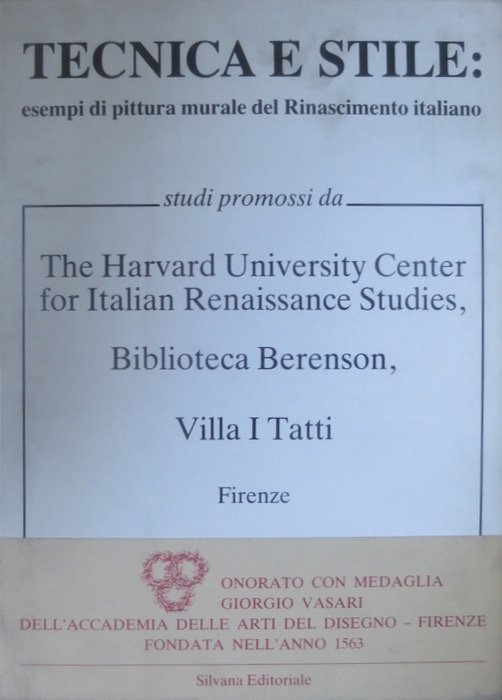 TECNICA E STILE:
esempi di pittura murale del Rinascimento italiano
studi promossi da
The Harvard University Center
for Italian Renaissance Studies,
Biblioteca Berenson,
Villa I Tatti
Firenze
ONORATO CON MEDAGLIA
GIORGIO VASARI
DELL'ACCADEMIA DELLE ARTI DEL DISEGNO – FIRENZE
FONDATA NELL'ANNO 1563
Silvana Editoriale